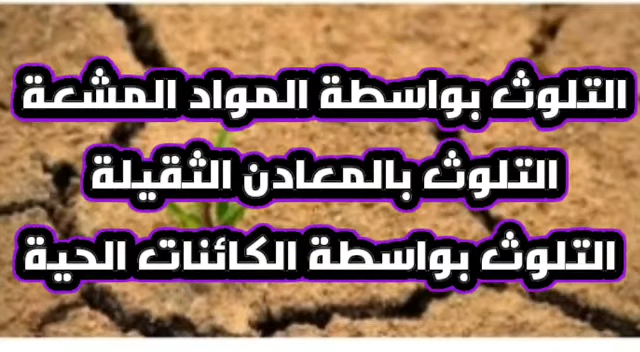 التلوث بواسطة المواد المشعة
التلوث بالمعادن الثقيلة
التلوث بواسطة الكائنات الحية